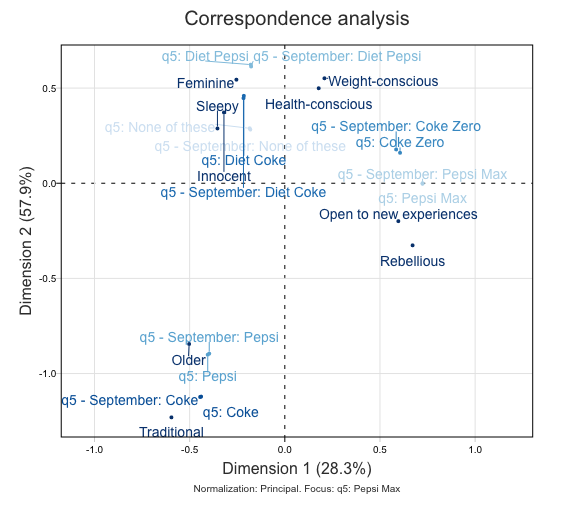 Correspondence analysis
q5: Diet Pepsi q5 - September: Diet Pepsi
Feminine
Weight-conscious
Sleepy
Health-conscious
q5: None of these
q5 - September: Coke Zero
q5 - September: None of these
q5: Coke Zero
q5: Diet Coke
Innocent
q5 - September: Pepsi Max
q5 - September: Diet Coke
q5: Pepsi Max
Open to new experiences
Rebellious
q5 - September: Pepsi
Older
q5: Pepsi
q5 - September: Coke
q5: Coke
Traditional
0.5
0.0
-0.5
-1.0
Dimension 2 (57.9%)
-1.0 -0.5 0.0 0.5 1.0
Dimension 1 (28.3%)
Normalization: Principal. Focus: q5: Pepsi Max